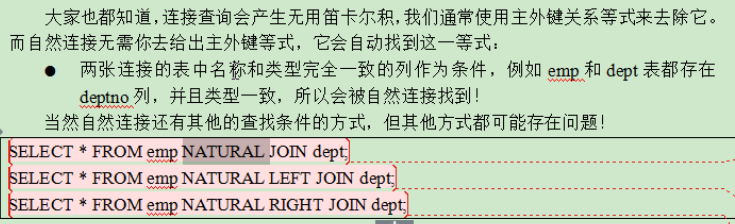 大家也都知道，连接查询会产生无用笛卡尔积，我们通常使用主外键关系等式来去除它。
而自然连接无需你去给出主外键等式，它会自动找到这一等式：
● 两张连接的表中名称和类型完全一致的列作为条件，例如 emp 和 dept 表都存在
deptno 列，并且类型一致，所以会被自然连接找到！
当然自然连接还有其他的查找条件的方式，但其他方式都可能存在问题！
SELECT * FROM emp NATURAL JOIN dept;
SELECT * FROM emp NATURAL LEFT JOIN dept;
SELECT * FROM emp NATURAL RIGHT JOIN dept;